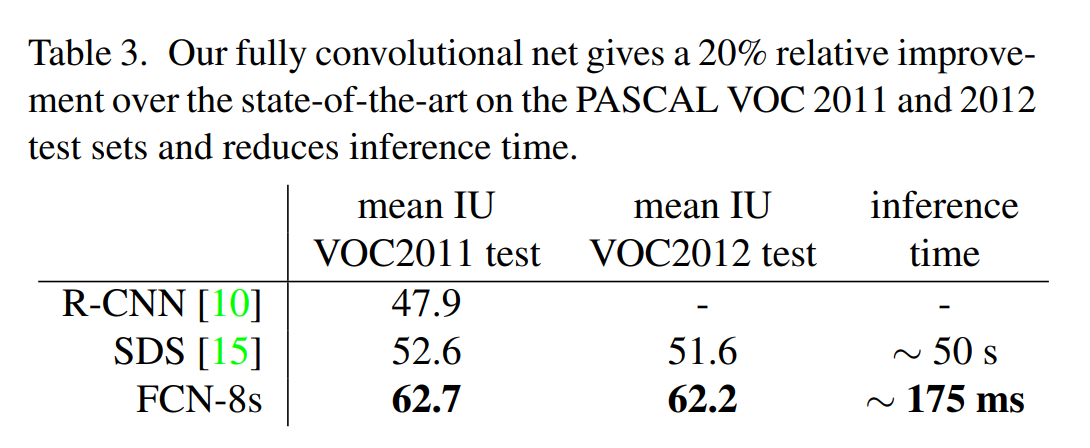 Table 3. Our fully convolutional net gives a 20% relative improve-
ment over the state-of-the-art on the PASCAL VOC 2011 and 2012
test sets and reduces inference time.
mean IU mean IU inference
VOC2011 test VOC2012 test time
R-CNN [10] 47.9 - -
SDS [15] 52.6 51.6 ~ 50 s
FCN-8s 62.7 62.2 ~ 175 ms